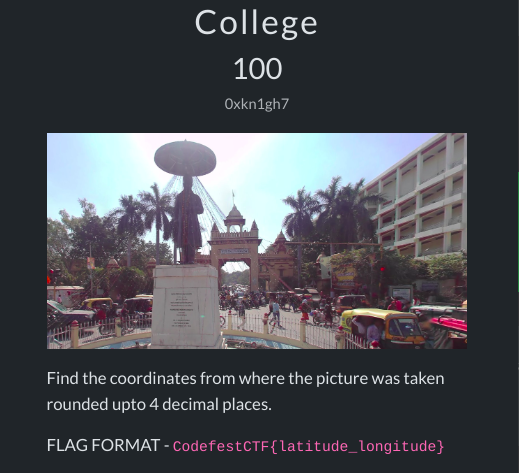 College
100
0xkn1gh7
Find the coordinates from where the picture was taken
rounded upto 4 decimal places.
FLAG FORMAT - CodefestCTF{latitude_longitude}